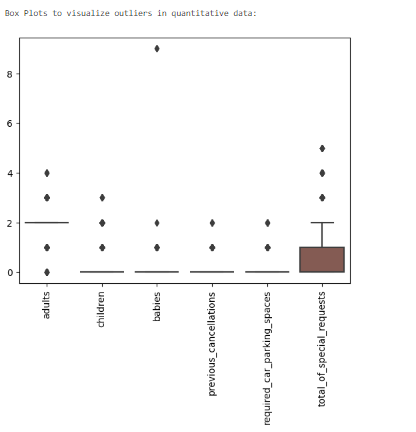 Box Plots to visualize outliers in quantitative data:
8
6
4
2
0
adults
children
babies
previous_cancellations
required_car_parking_spaces
total_of_special_requests